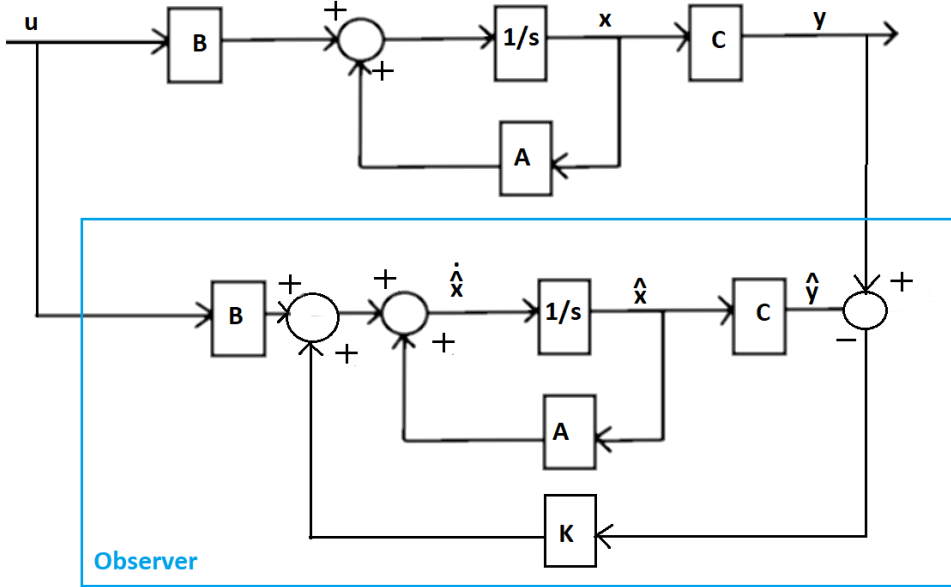 u
B
+
+
1/s
x
C
y
A
B
+
+
+
+
x̂̇
1/s
x̂
C
ŷ
+
−
A
K
Observer